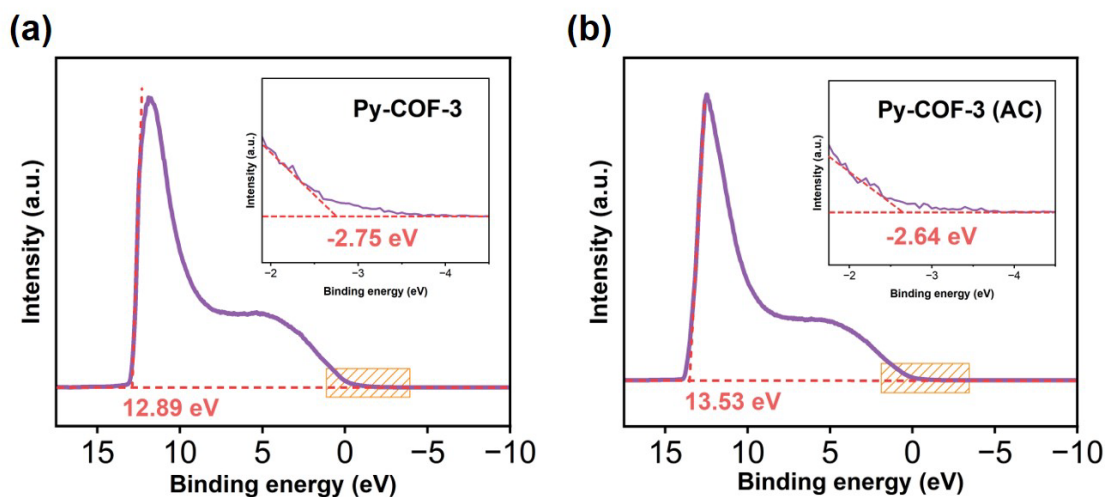 (a)
Intensity (a.u.)
Py-COF-3
Intensity (a.u.)
-2.75 eV
−2 −3 −4
Binding energy (eV)
12.89 eV
15 10 5 0 −5 −10
Binding energy (eV)
(b)
Intensity (a.u.)
Py-COF-3 (AC)
Intensity (a.u.)
-2.64 eV
−2 −3 −4
Binding energy (eV)
13.53 eV
15 10 5 0 −5 −10
Binding energy (eV)